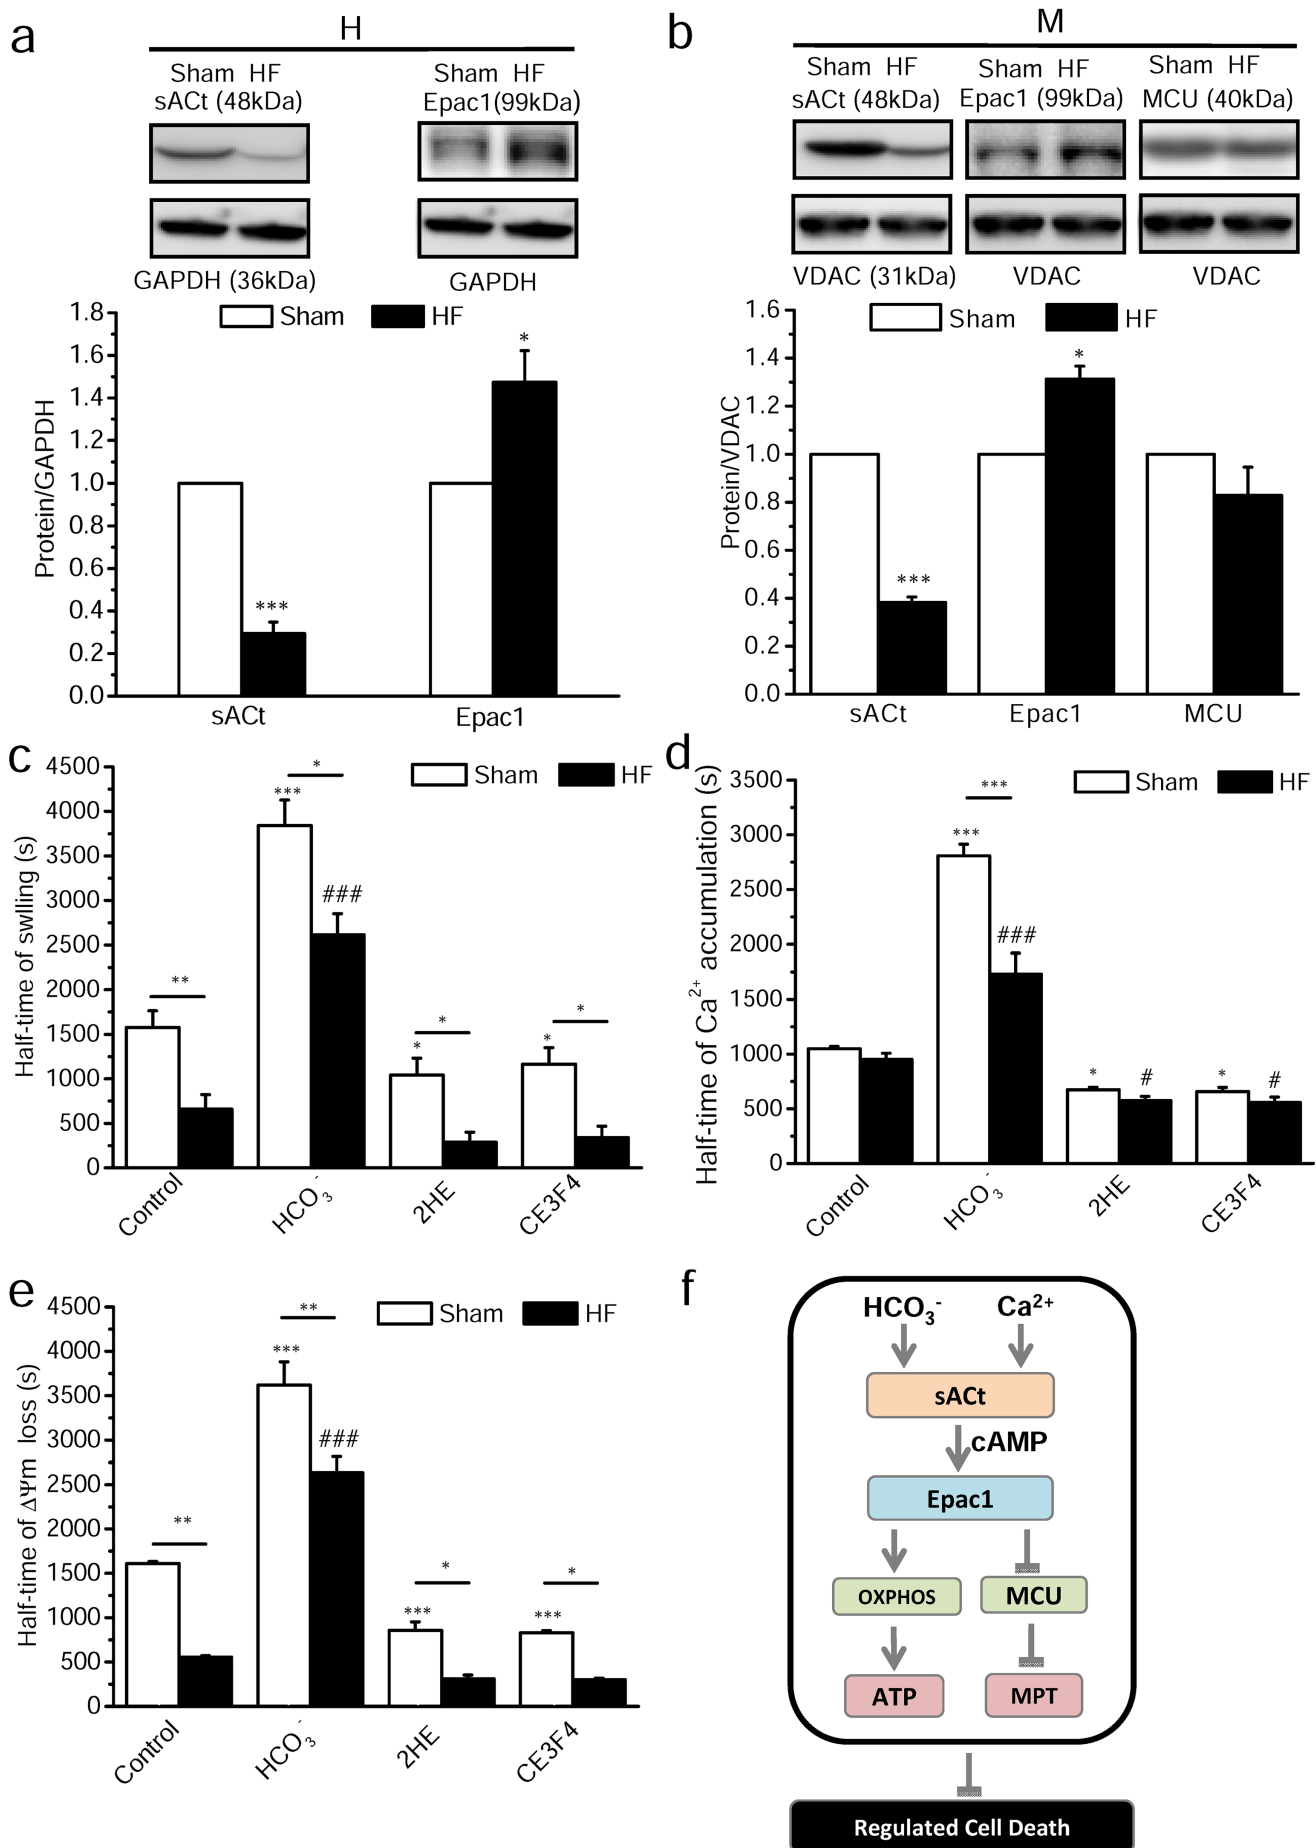 a
H
Sham HF
sACt (48kDa)
Sham HF
Epac1(99kDa)
GAPDH (36kDa)
GAPDH
Sham
HF
Protein/GAPDH
1.8
1.6
1.4
1.2
1.0
0.8
0.6
0.4
0.2
0.0
***
*
sACt
Epac1
b
M
Sham HF
sACt (48kDa)
Sham HF
Epac1 (99kDa)
Sham HF
MCU (40kDa)
VDAC (31kDa)
VDAC
VDAC
Sham
HF
Protein/VDAC
1.6
1.4
1.2
1.0
0.8
0.6
0.4
0.2
0.0
***
*
sACt
Epac1
MCU
c
Half-time of swlling (s)
4500
4000
3500
3000
2500
2000
1500
1000
500
0
Sham
HF
**
*
***
###
*
*
*
*
Control
HCO3-
2HE
CE3F4
d
Half-time of Ca2+ accumulation (s)
3500
3000
2500
2000
1500
1000
500
0
Sham
HF
***
***
###
*
#
*
#
Control
HCO3-
2HE
CE3F4
e
Half-time of ΔΨm loss (s)
4500
4000
3500
3000
2500
2000
1500
1000
500
0
Sham
HF
**
**
***
###
*
***
*
***
Control
HCO3-
2HE
CE3F4
f
HCO3- Ca2+
sACt
cAMP
Epac1
OXPHOS MCU
ATP MPT
Regulated Cell Death